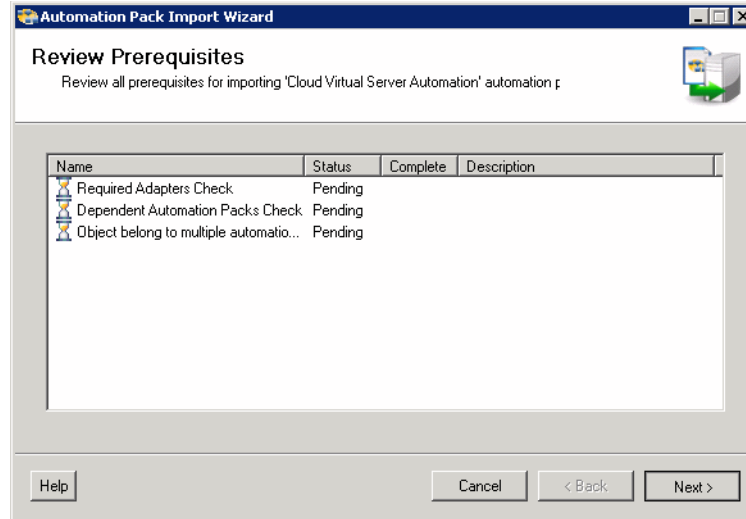 Automation Pack Import Wizard
Review Prerequisites
Review all prerequisites for importing 'Cloud Virtual Server Automation' automation p
Name Status Complete Description
Required Adapters Check Pending
Dependent Automation Packs Check Pending
Object belong to multiple automatio... Pending
Help Cancel < Back Next >